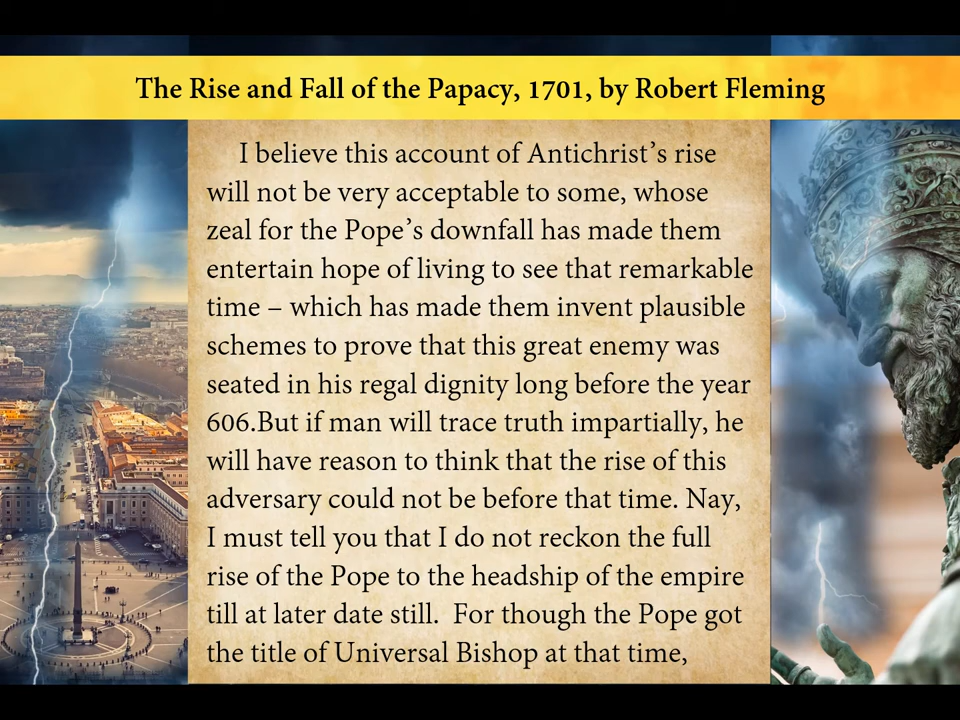 The Rise and Fall of the Papacy, 1701, by Robert Fleming
I believe this account of Antichrist’s rise
will not be very acceptable to some, whose
zeal for the Pope’s downfall has made them
entertain hope of living to see that remarkable
time – which has made them invent plausible
schemes to prove that this great enemy was
seated in his regal dignity long before the year
606.But if man will trace truth impartially, he
will have reason to think that the rise of this
adversary could not be before that time. Nay,
I must tell you that I do not reckon the full
rise of the Pope to the headship of the empire
till at later date still.  For though the Pope got
the title of Universal Bishop at that time,